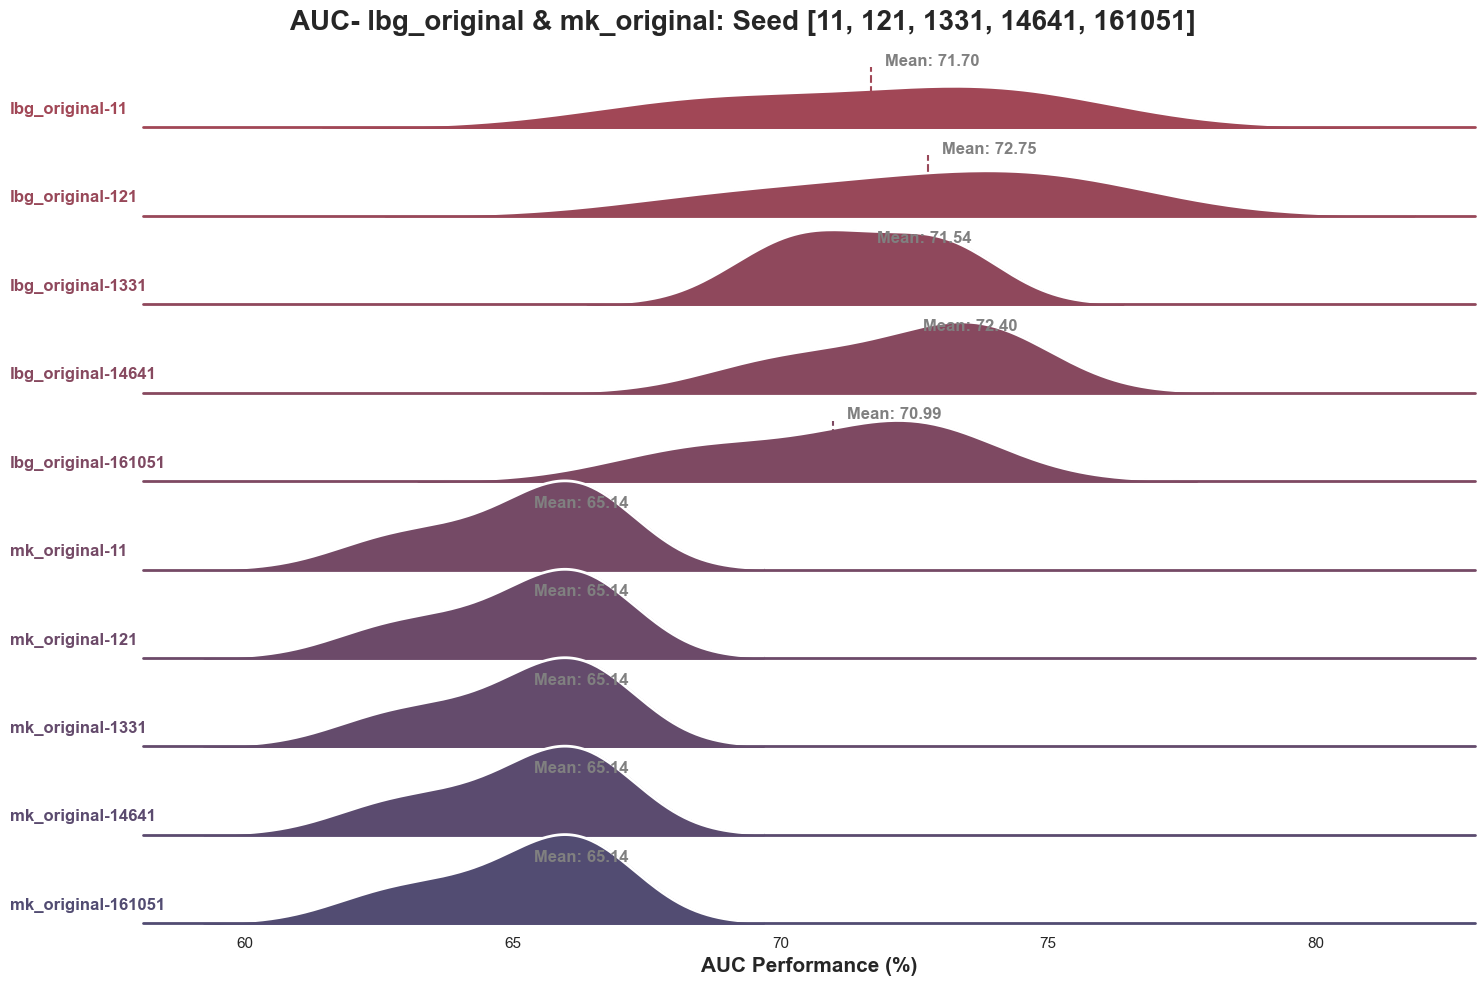 AUC- lbg_original & mk_original: Seed [11, 121, 1331, 14641, 161051]
Mean: 71.70
lbg_original-11
Mean: 72.75
lbg_original-121
Mean: 71.54
lbg_original-1331
Mean: 72.40
lbg_original-14641
Mean: 70.99
lbg_original-161051
Mean: 65.14
mk_original-11
Mean: 65.14
mk_original-121
Mean: 65.14
mk_original-1331
Mean: 65.14
mk_original-14641
Mean: 65.14
mk_original-161051
60 65 70 75 80
AUC Performance (%)